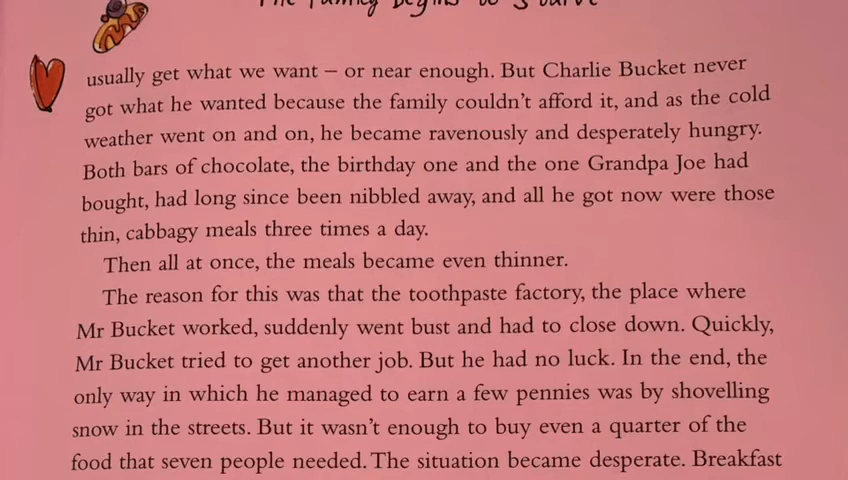 The Family Begins to Starve
usually get what we want – or near enough. But Charlie Bucket never
got what he wanted because the family couldn't afford it, and as the cold
weather went on and on, he became ravenously and desperately hungry.
Both bars of chocolate, the birthday one and the one Grandpa Joe had
bought, had long since been nibbled away, and all he got now were those
thin, cabbagy meals three times a day.
Then all at once, the meals became even thinner.
The reason for this was that the toothpaste factory, the place where
Mr Bucket worked, suddenly went bust and had to close down. Quickly,
Mr Bucket tried to get another job. But he had no luck. In the end, the
only way in which he managed to earn a few pennies was by shovelling
snow in the streets. But it wasn't enough to buy even a quarter of the
food that seven people needed. The situation became desperate. Breakfast